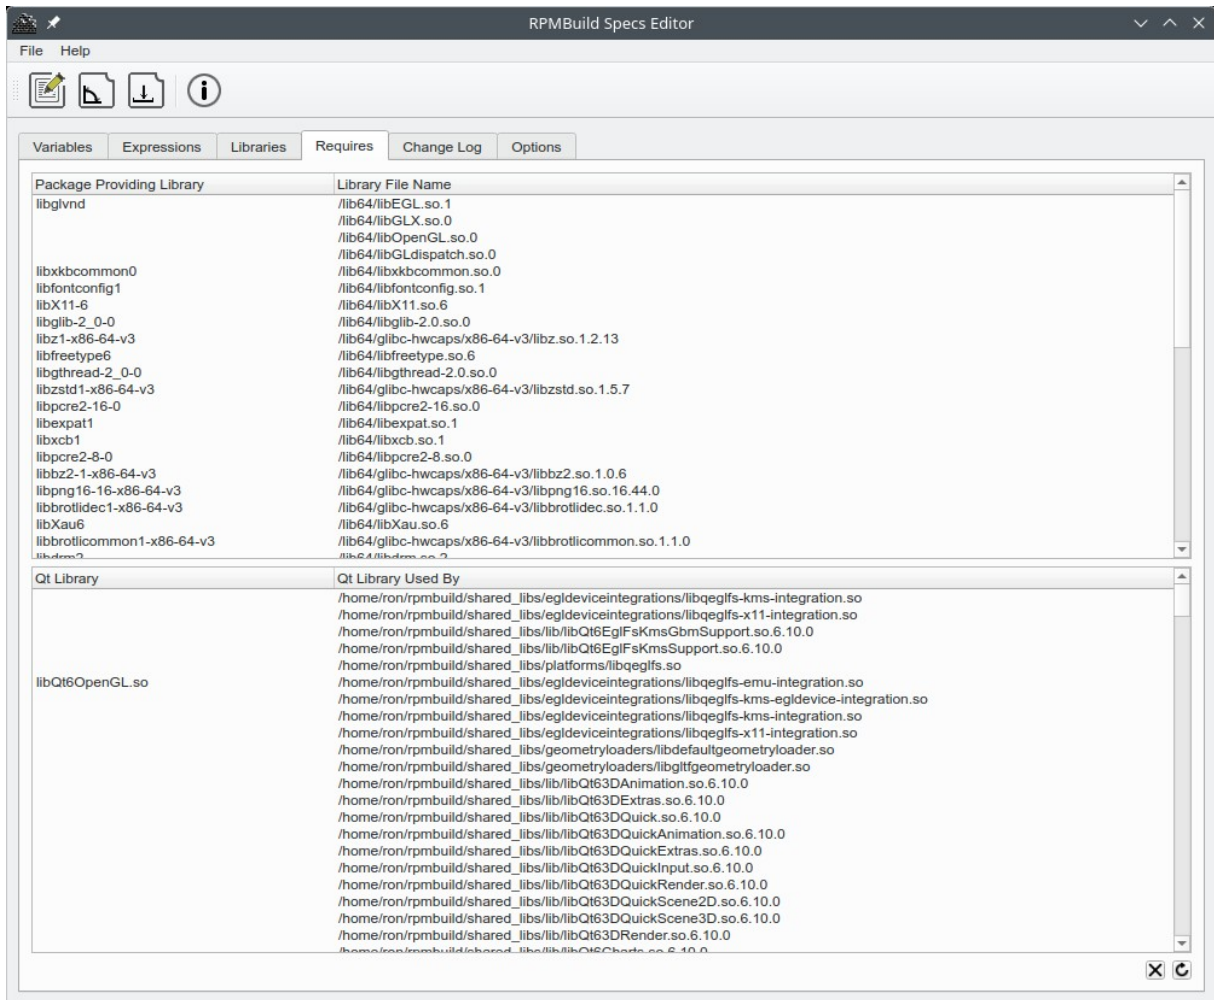 RPMBuild Specs Editor
File Help
Variables Expressions Libraries Requires Change Log Options
Package Providing Library Library File Name
libglvnd /lib64/libEGL.so.1
/lib64/libGLX.so.0
/lib64/libOpenGL.so.0
/lib64/libGLdispatch.so.0
libxkbcommon0 /lib64/libxkbcommon.so.0
libfontconfig1 /lib64/libfontconfig.so.1
libX11-6 /lib64/libX11.so.6
libglib-2_0-0 /lib64/libglib-2.0.so.0
libz1-x86-64-v3 /lib64/glibc-hwcaps/x86-64-v3/libz.so.1.2.13
libfreetype6 /lib64/libfreetype.so.6
libgthread-2_0-0 /lib64/libgthread-2.0.so.0
libzstd1-x86-64-v3 /lib64/glibc-hwcaps/x86-64-v3/libzstd.so.1.5.7
libpcre2-16-0 /lib64/libpcre2-16.so.0
libexpat1 /lib64/libexpat.so.1
libxcb1 /lib64/libxcb.so.1
libpcre2-8-0 /lib64/libpcre2-8.so.0
libbz2-1-x86-64-v3 /lib64/glibc-hwcaps/x86-64-v3/libbz2.so.1.0.6
libpng16-16-x86-64-v3 /lib64/glibc-hwcaps/x86-64-v3/libpng16.so.16.44.0
libbrotlidec1-x86-64-v3 /lib64/glibc-hwcaps/x86-64-v3/libbrotlidec.so.1.1.0
libXau6 /lib64/libXau.so.6
libbrotlicommon1-x86-64-v3 /lib64/glibc-hwcaps/x86-64-v3/libbrotlicommon.so.1.1.0
libdrm2 /lib64/libdrm.so.2
Qt Library Qt Library Used By
/home/ron/rpmbuild/shared_libs/egldeviceintegrations/libqeglfs-kms-integration.so
/home/ron/rpmbuild/shared_libs/egldeviceintegrations/libqeglfs-x11-integration.so
/home/ron/rpmbuild/shared_libs/lib/libQt6EglFsKmsGbmSupport.so.6.10.0
/home/ron/rpmbuild/shared_libs/lib/libQt6EglFsKmsSupport.so.6.10.0
/home/ron/rpmbuild/shared_libs/platforms/libqeglfs.so
libQt6OpenGL.so /home/ron/rpmbuild/shared_libs/egldeviceintegrations/libqeglfs-emu-integration.so
/home/ron/rpmbuild/shared_libs/egldeviceintegrations/libqeglfs-kms-egldevice-integration.so
/home/ron/rpmbuild/shared_libs/egldeviceintegrations/libqeglfs-kms-integration.so
/home/ron/rpmbuild/shared_libs/egldeviceintegrations/libqeglfs-x11-integration.so
/home/ron/rpmbuild/shared_libs/geometryloaders/libdefaultgeometryloader.so
/home/ron/rpmbuild/shared_libs/geometryloaders/libgltfgeometryloader.so
/home/ron/rpmbuild/shared_libs/lib/libQt63DAnimation.so.6.10.0
/home/ron/rpmbuild/shared_libs/lib/libQt63DExtras.so.6.10.0
/home/ron/rpmbuild/shared_libs/lib/libQt63DQuick.so.6.10.0
/home/ron/rpmbuild/shared_libs/lib/libQt63DQuickAnimation.so.6.10.0
/home/ron/rpmbuild/shared_libs/lib/libQt63DQuickExtras.so.6.10.0
/home/ron/rpmbuild/shared_libs/lib/libQt63DQuickInput.so.6.10.0
/home/ron/rpmbuild/shared_libs/lib/libQt63DQuickRender.so.6.10.0
/home/ron/rpmbuild/shared_libs/lib/libQt63DQuickScene2D.so.6.10.0
/home/ron/rpmbuild/shared_libs/lib/libQt63DQuickScene3D.so.6.10.0
/home/ron/rpmbuild/shared_libs/lib/libQt63DRender.so.6.10.0
/home/ron/rpmbuild/shared_libs/lib/libQt6Charts.so.6.10.0